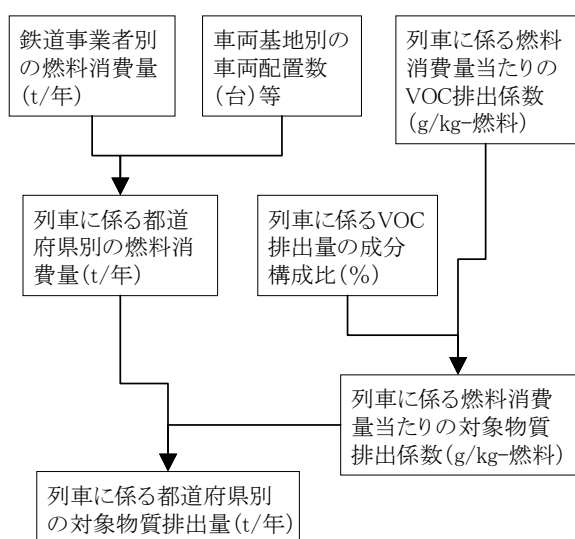 鉄道事業者別
の燃料消費量
(t/年)
車両基地別の
車両配置数
(台)等
列車に係る燃料
消費量当たりの
VOC排出係数
(g/kg-燃料)
列車に係る都道
府県別の燃料消
費量(t/年)
列車に係るVOC
排出量の成分
構成比(%)
列車に係る燃料消費
量当たりの対象物質
排出係数(g/kg-燃料)
列車に係る都道府県別
の対象物質排出量(t/年)